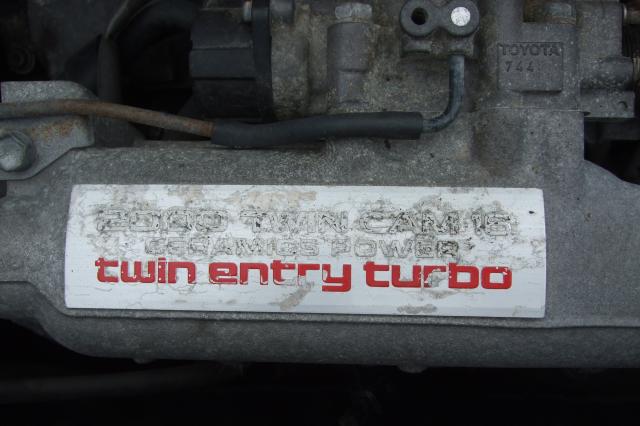 TOYOTA
744
2000 TWIN CAM 16
CERAMICS POWER
twin entry turbo